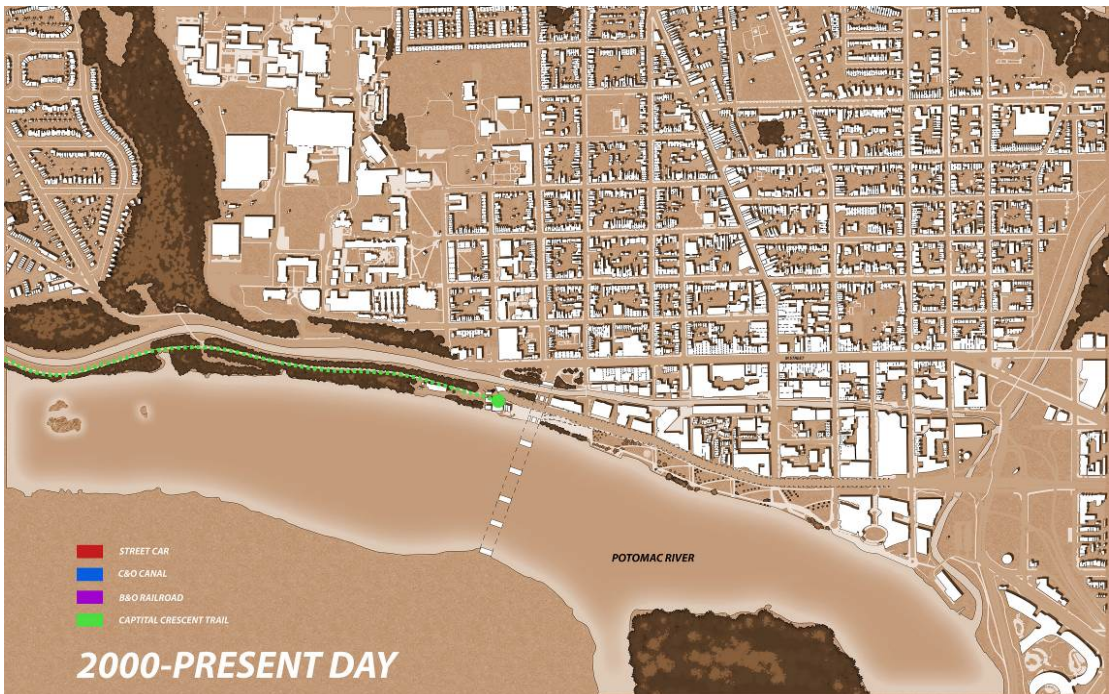 M STREET
POTOMAC RIVER
STREET CAR
C&O CANAL
B&O RAILROAD
CAPTITAL CRESCENT TRAIL
2000-PRESENT DAY